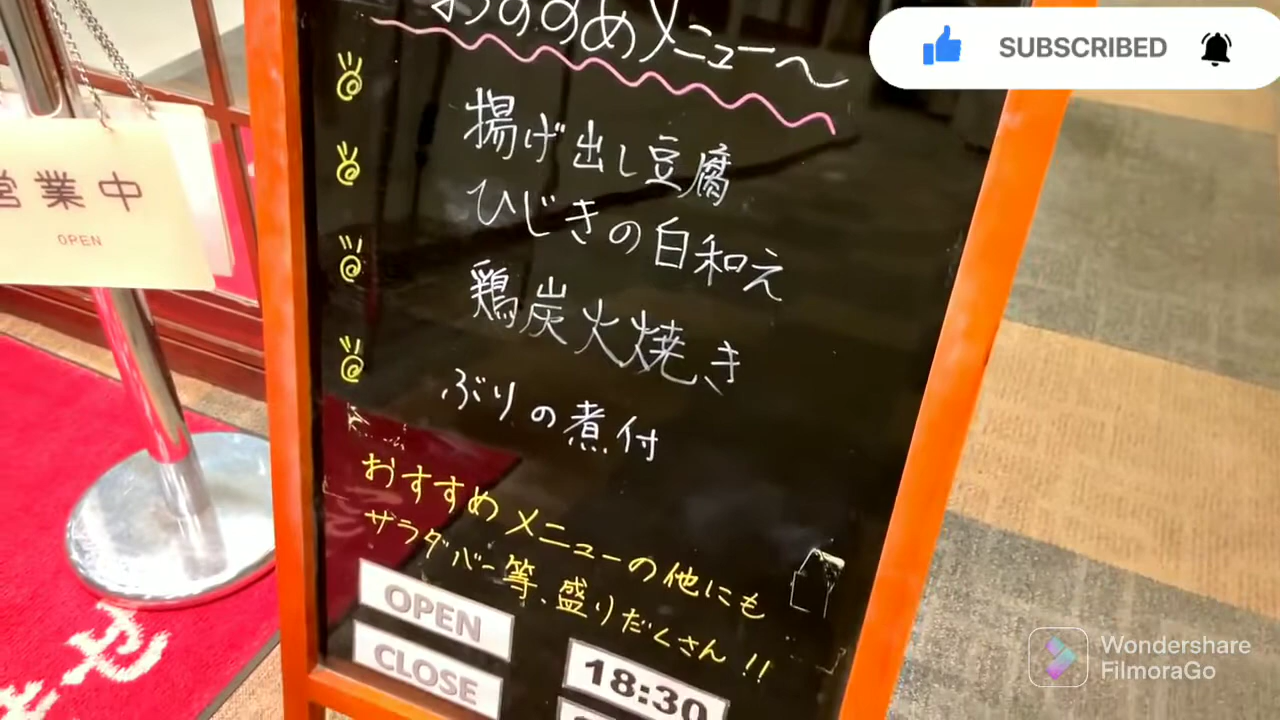 おすすめメニュー～
揚げ出し豆腐
ひじきの白和え
鶏炭火焼き
ぶりの煮付
おすすめメニューの他にも
サラダバー等、盛りだくさん!!
OPEN
18:30
CLOSE
営業中
OPEN
SUBSCRIBED
Wondershare
FilmoraGo